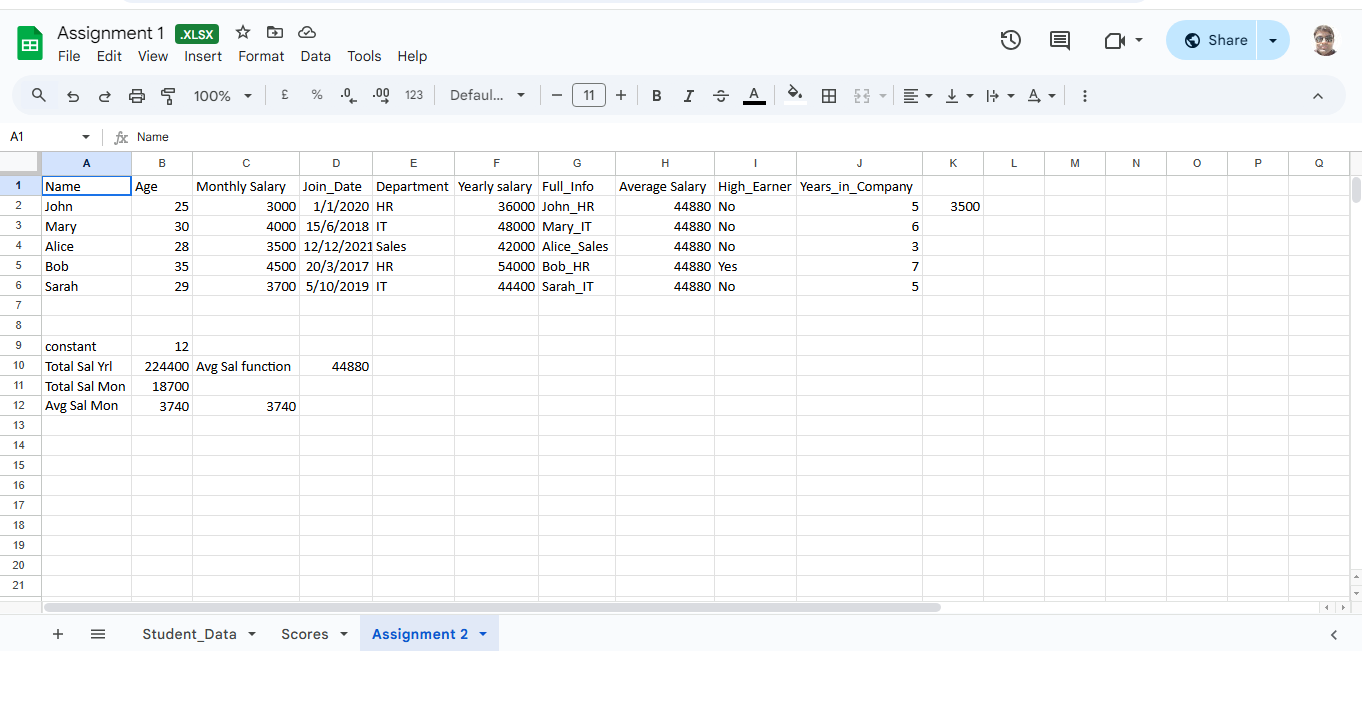 Assignment 1 .XLSX
File Edit View Insert Format Data Tools Help
Share
100% £ % .0 .00 123 Defaul... 11 B I A
A1 fx Name
A B C D E F G H I J K L M N O P Q
1 Name Age Monthly Salary Join_Date Department Yearly salary Full_Info Average Salary High_Earner Years_in_Company
2 John 25 3000 1/1/2020 HR 36000 John_HR 44880 No 5 3500
3 Mary 30 4000 15/6/2018 IT 48000 Mary_IT 44880 No 6
4 Alice 28 3500 12/12/2021 Sales 42000 Alice_Sales 44880 No 3
5 Bob 35 4500 20/3/2017 HR 54000 Bob_HR 44880 Yes 7
6 Sarah 29 3700 5/10/2019 IT 44400 Sarah_IT 44880 No 5
7
8
9 constant 12
10 Total Sal Yrl 224400 Avg Sal function 44880
11 Total Sal Mon 18700
12 Avg Sal Mon 3740 3740
13
14
15
16
17
18
19
20
21
Student_Data Scores Assignment 2